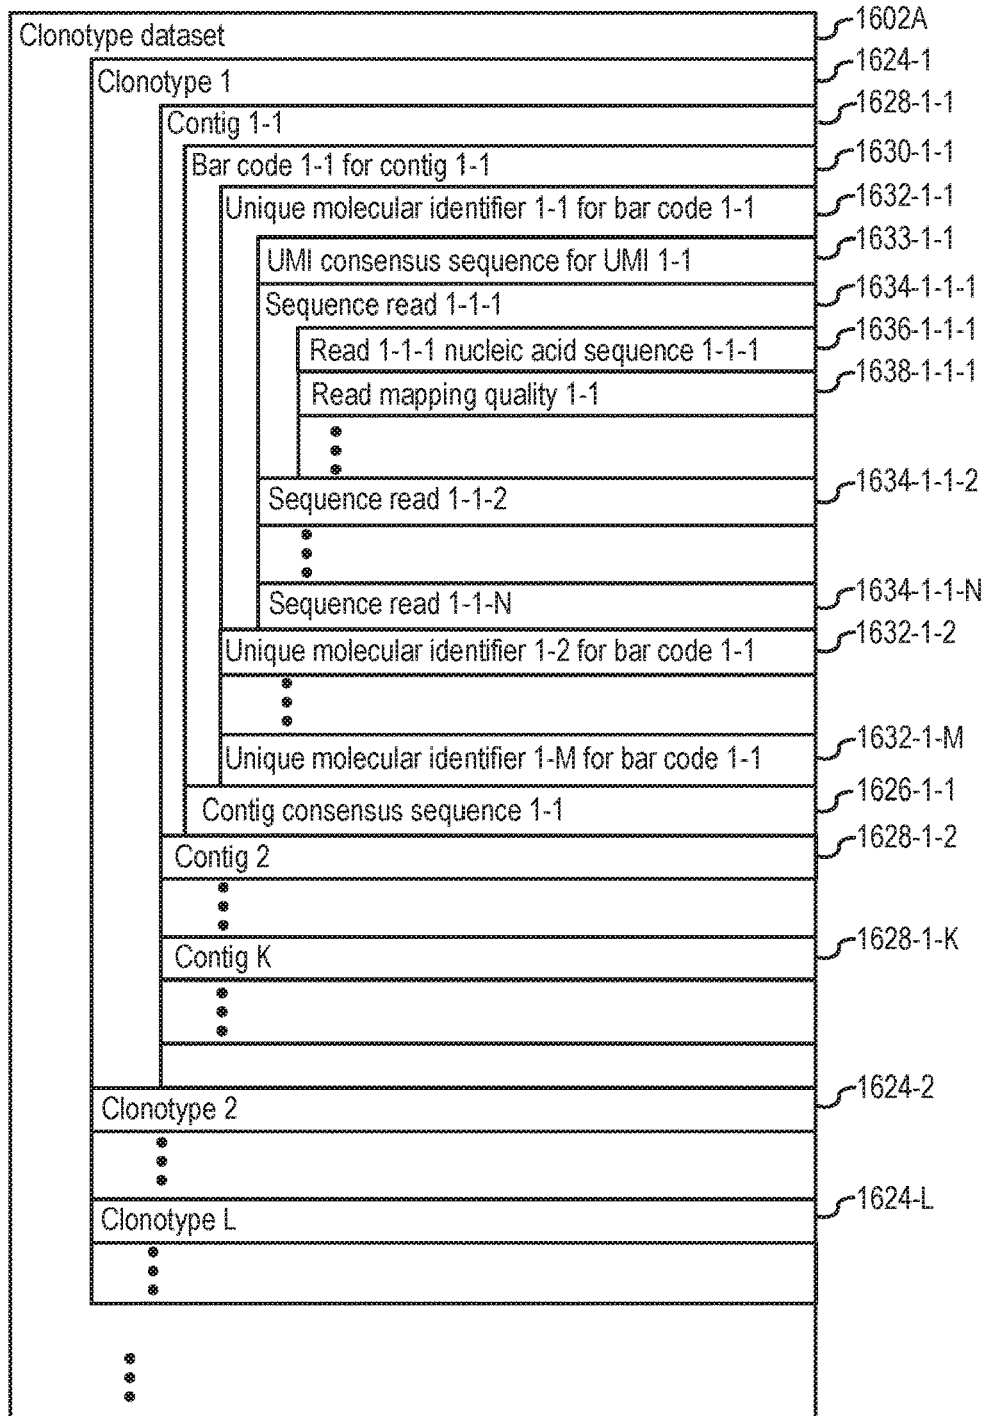 Clonotype dataset 1602A
Clonotype 1 1624-1
Contig 1-1 1628-1-1
Bar code 1-1 for contig 1-1 1630-1-1
Unique molecular identifier 1-1 for bar code 1-1 1632-1-1
UMI consensus sequence for UMI 1-1 1633-1-1
Sequence read 1-1-1 1634-1-1-1
Read 1-1-1 nucleic acid sequence 1-1-1 1636-1-1-1
Read mapping quality 1-1 1638-1-1-1
Sequence read 1-1-2 1634-1-1-2
Sequence read 1-1-N 1634-1-1-N
Unique molecular identifier 1-2 for bar code 1-1 1632-1-2
Unique molecular identifier 1-M for bar code 1-1 1632-1-M
Contig consensus sequence 1-1 1626-1-1
Contig 2 1628-1-2
Contig K 1628-1-K
Clonotype 2 1624-2
Clonotype L 1624-L